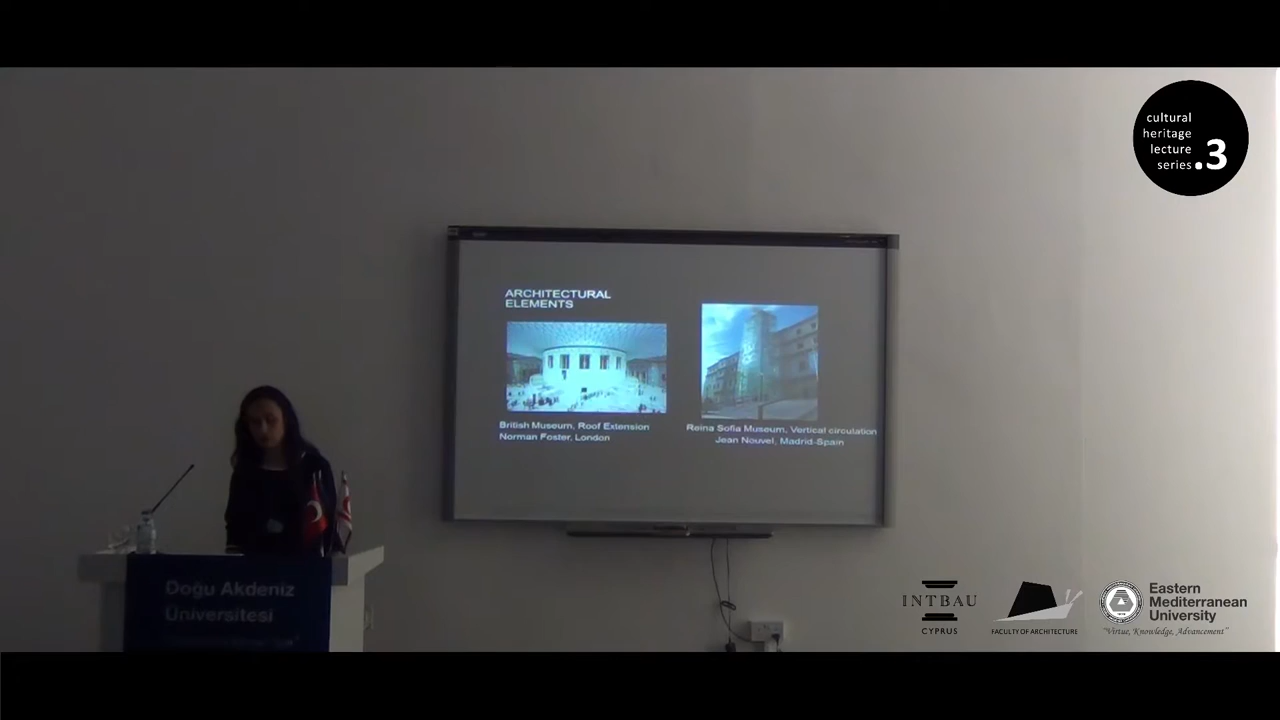 cultural
heritage
lecture
series.3
ARCHITECTURAL
ELEMENTS
British Museum, Roof Extension
Norman Foster, London
Reina Sofia Museum, Vertical circulation
Jean Nouvel, Madrid-Spain
Doğu Akdeniz
Üniversitesi
INTBAU
CYPRUS
FACULTY OF ARCHITECTURE
Eastern
Mediterranean
University
"Virtue, Knowledge, Advancement"